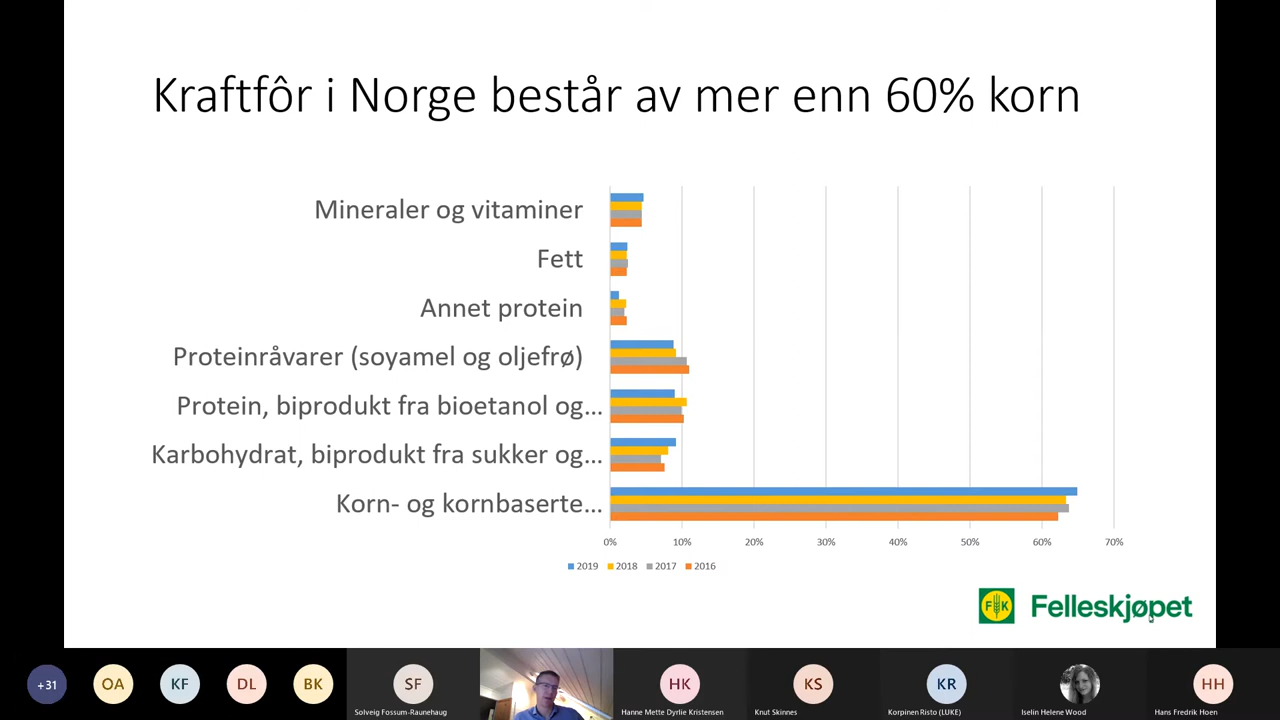 Kraftfôr i Norge består av mer enn 60% korn
Mineraler og vitaminer
Fett
Annet protein
Proteinråvarer (soyamel og oljefrø)
Protein, biprodukt fra bioetanol og...
Karbohydrat, biprodukt fra sukker og...
Korn- og kornbaserte...
0% 10% 20% 30% 40% 50% 60% 70%
2019 2018 2017 2016
FK Felleskjøpet
+31 OA KF DL BK SF HK KS KR HH
Solveig Fossum-Raunehaug Hanne Mette Dyrlie Kristensen Knut Skinnes Korpinen Risto (LUKE) Iselin Helene Wood Hans Fredrik Hoen